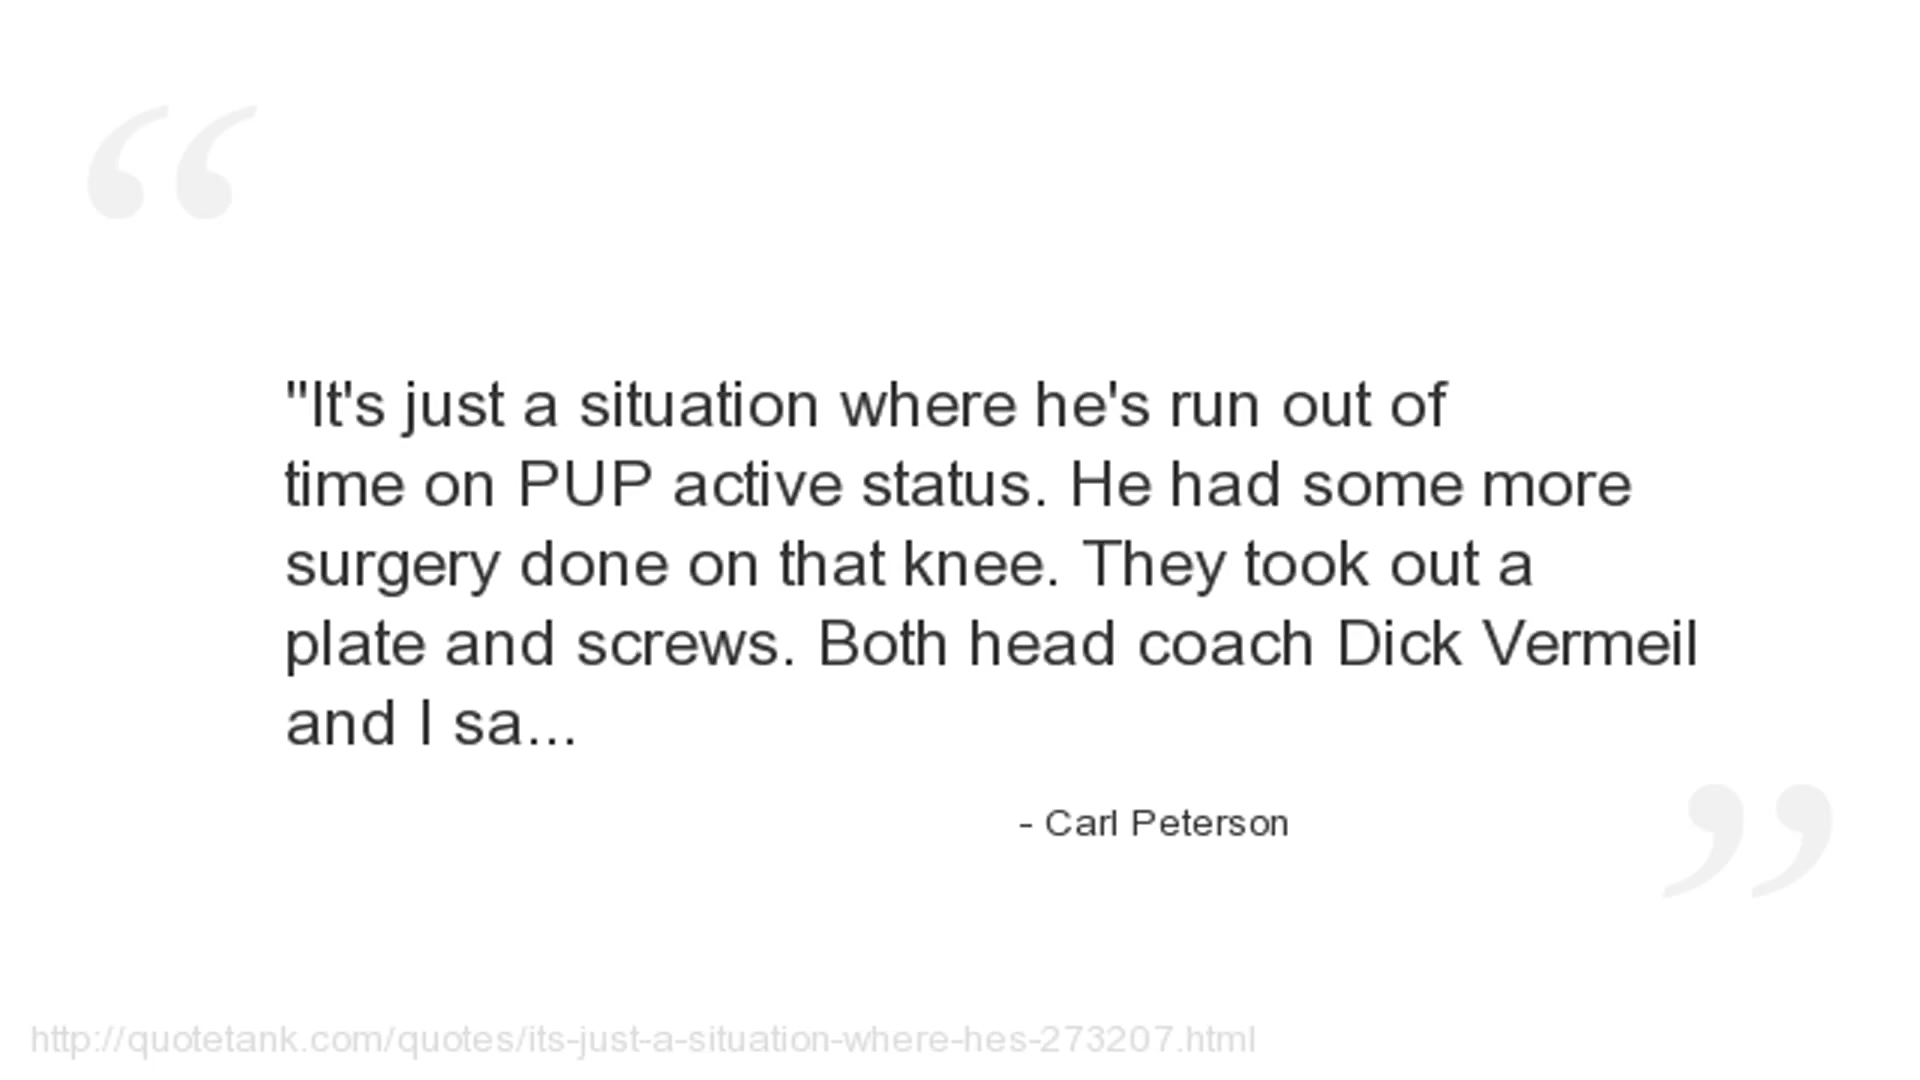 "It's just a situation where he's run out of
time on PUP active status. He had some more
surgery done on that knee. They took out a
plate and screws. Both head coach Dick Vermeil
and I sa...
- Carl Peterson
http://quotetank.com/quotes/its-just-a-situation-where-hes-273207.html